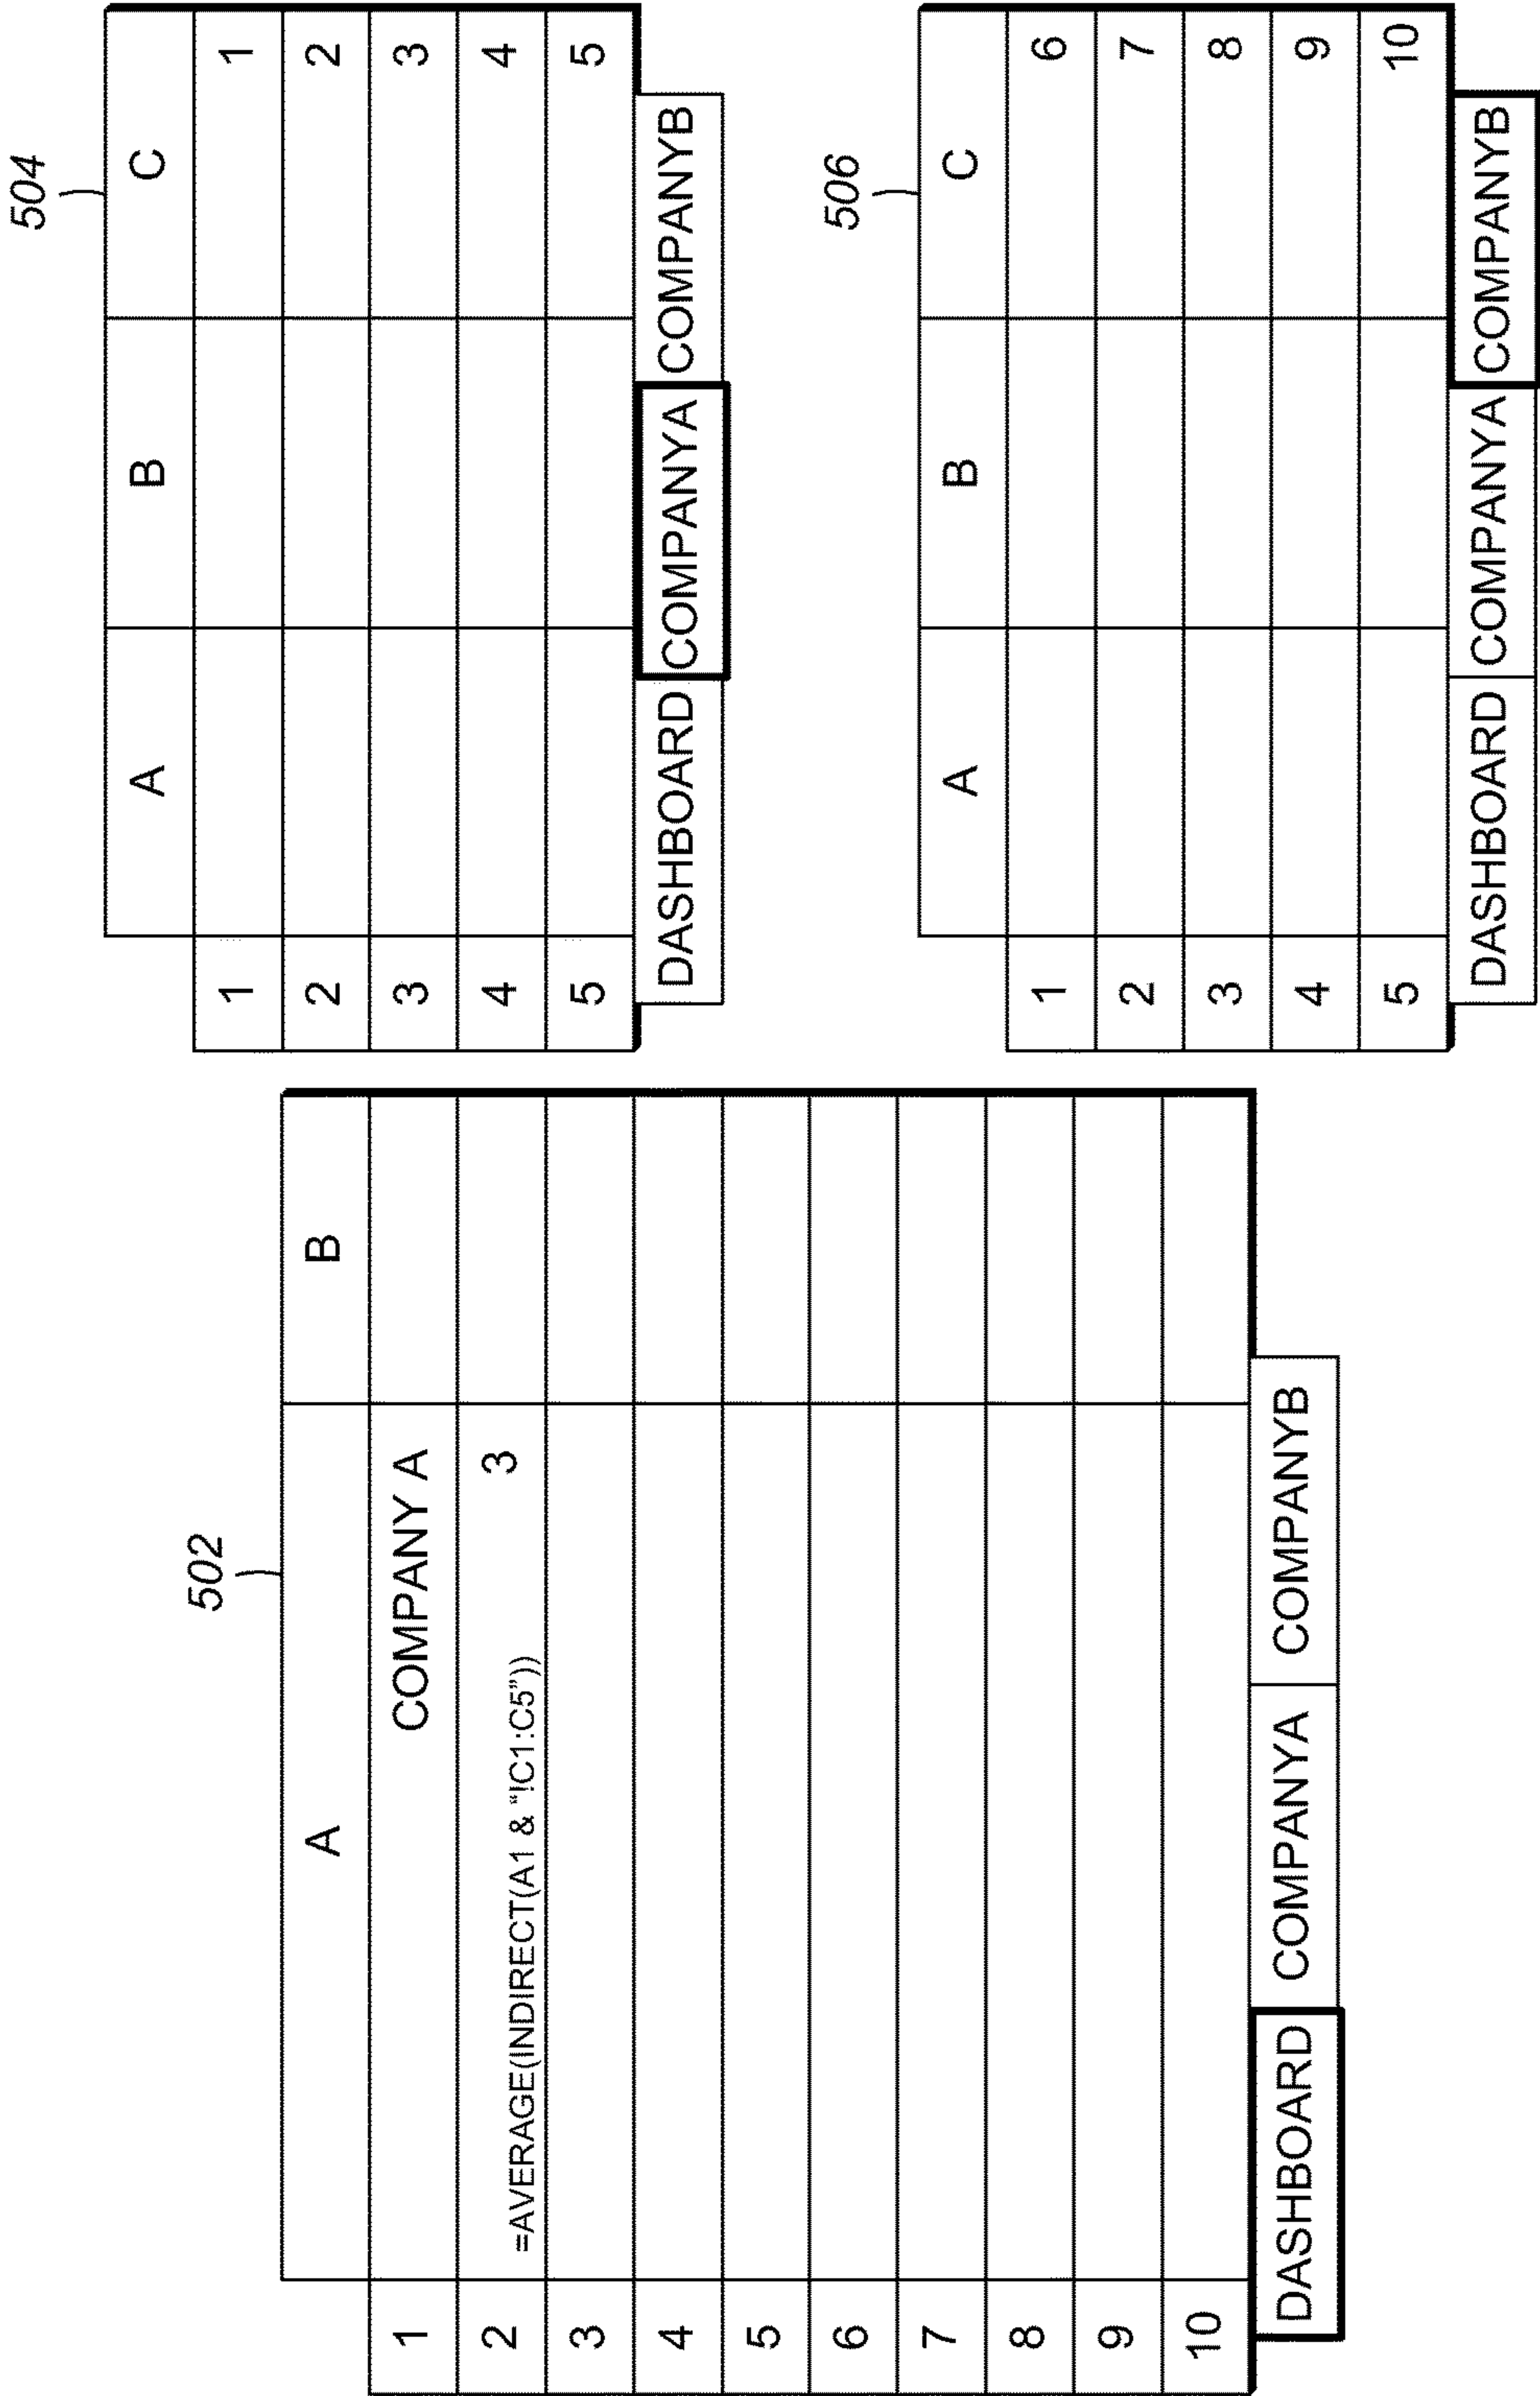 502
A B
1 COMPANY A
2 =AVERAGE(INDIRECT(A1 & “!C1:C5”)) 3
3
4
5
6
7
8
9
10
DASHBOARD COMPANYA COMPANYB
504
A B C
1 1
2 2
3 3
4 4
5 5
DASHBOARD COMPANYA COMPANYB
506
A B C
1 6
2 7
3 8
4 9
5 10
DASHBOARD COMPANYA COMPANYB